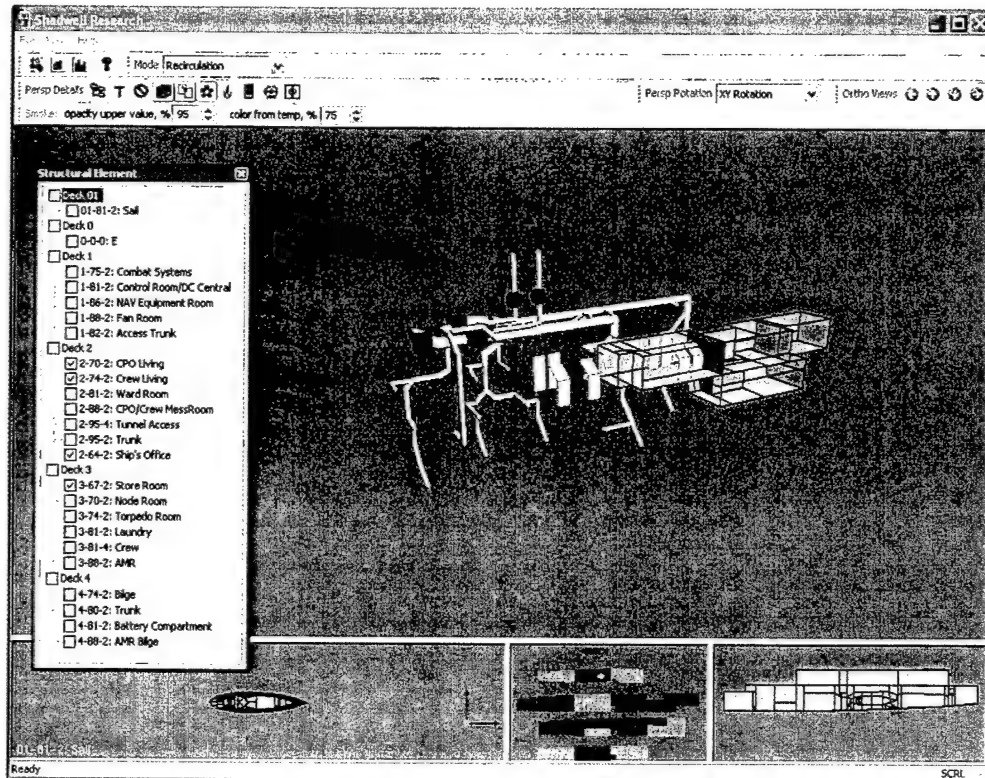 Shadwell Research
Mode Recirculation
Persp Details T Persp Rotation XY Rotation Ortho Views
Smoke: opacity upper value, % 95 color from temp, % 75
Structural Element
Deck 01
01-81-2: Sail
Deck 0
0-0-0: E
Deck 1
1-75-2: Combat Systems
1-81-2: Control Room/DC Central
1-86-2: NAV Equipment Room
1-88-2: Fan Room
1-82-2: Access Trunk
Deck 2
2-70-2: CPO Living
2-74-2: Crew Living
2-81-2: Ward Room
2-88-2: CPO/Crew MessRoom
2-95-4: Tunnel Access
2-95-2: Trunk
2-64-2: Ship's Office
Deck 3
3-67-2: Store Room
3-70-2: Node Room
3-74-2: Torpedo Room
3-81-2: Laundry
3-81-4: Crew
3-88-2: AMR
Deck 4
4-74-2: Bilge
4-80-2: Trunk
4-81-2: Battery Compartment
4-88-2: AMR Bilge
01-81-2: Sail
Ready SCRL